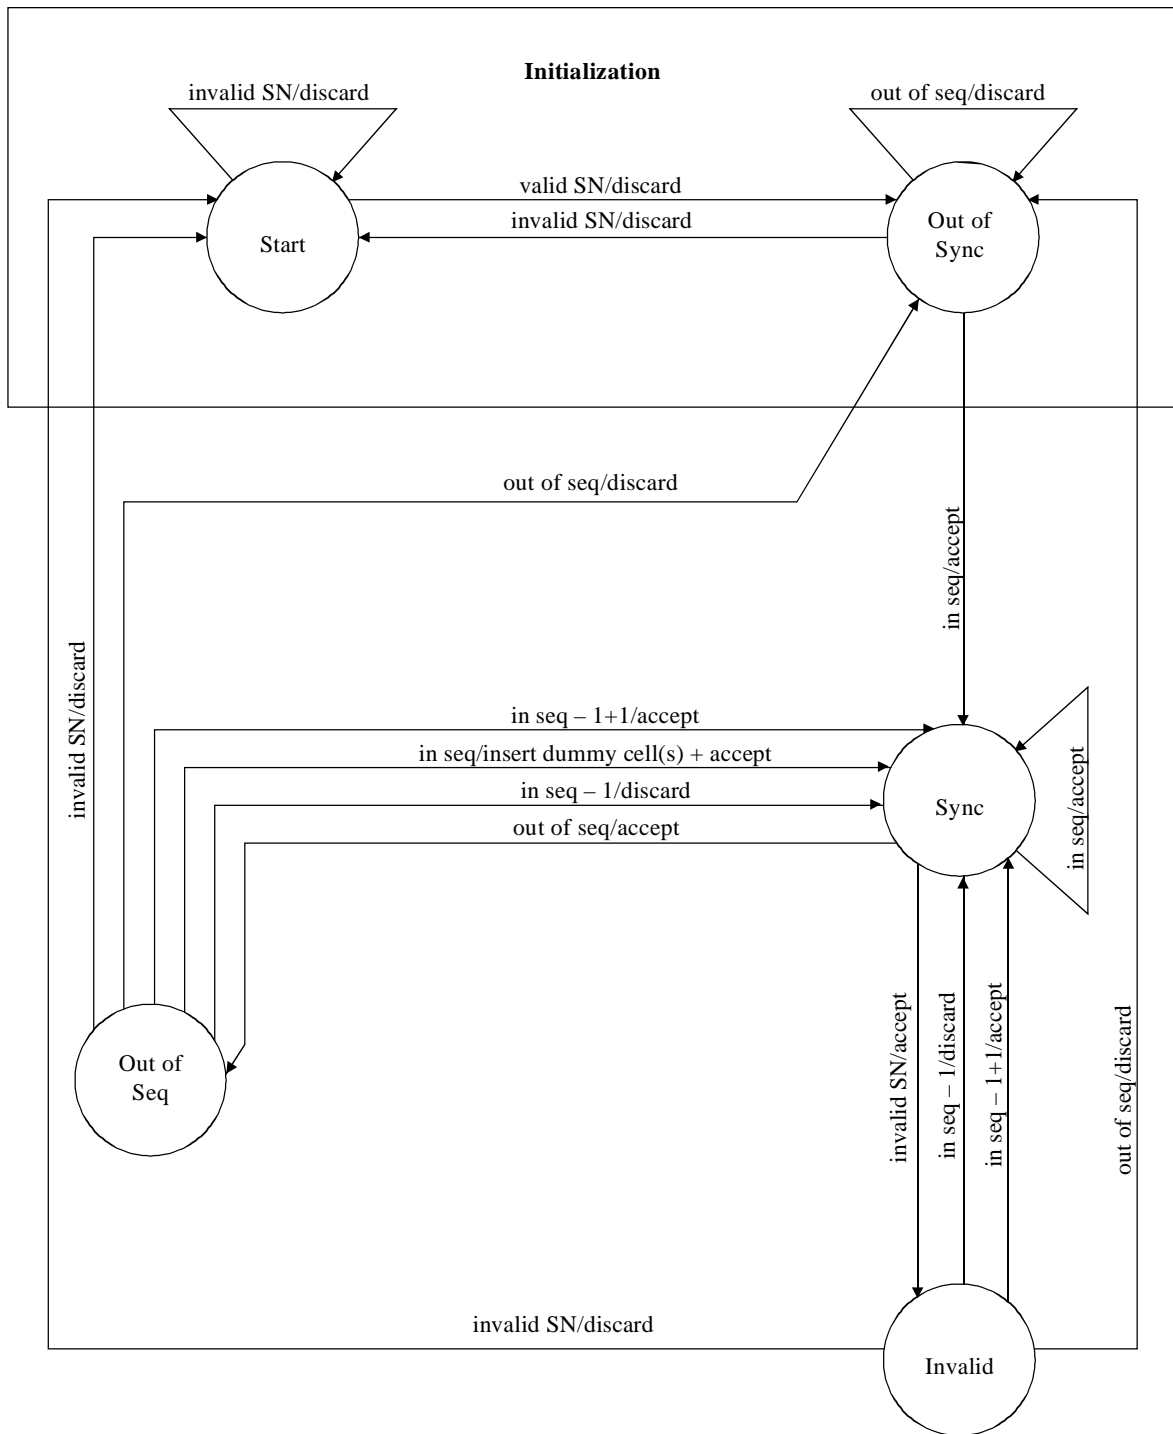 Initialization
invalid SN/discard
out of seq/discard
valid SN/discard
invalid SN/discard
Start
Out of
Sync
out of seq/discard
in seq/accept
invalid SN/discard
in seq – 1+1/accept
in seq/insert dummy cell(s) + accept
in seq – 1/discard
out of seq/accept
Sync
in seq/accept
Out of
Seq
invalid SN/accept
in seq – 1/discard
in seq – 1+1/accept
out of seq/discard
invalid SN/discard
Invalid